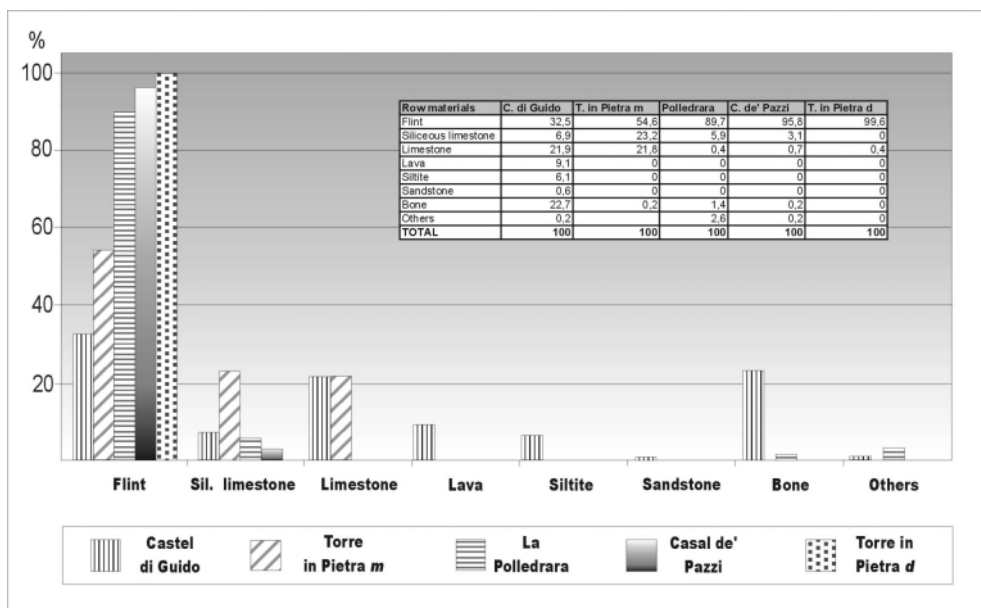 %
100
80
60
40
20
Row materials C. di Guido T. in Pietra m Polledrara C. de' Pazzi T. in Pietra d
Flint 32,5 54,6 89,7 95,8 99,6
Siliceous limestone 6,9 23,2 5,9 3,1 0
Limestone 21,9 21,8 0,4 0,7 0,4
Lava 9,1 0 0 0 0
Siltite 6,1 0 0 0 0
Sandstone 0,6 0 0 0 0
Bone 22,7 0,2 1,4 0,2 0
Others 0,2 2,6 0,2 0
TOTAL 100 100 100 100 100
Flint Sil. limestone Limestone Lava Siltite Sandstone Bone Others
Castel Torre La Casal de' Torre in
di Guido in Pietra m Polledrara Pazzi Pietra d